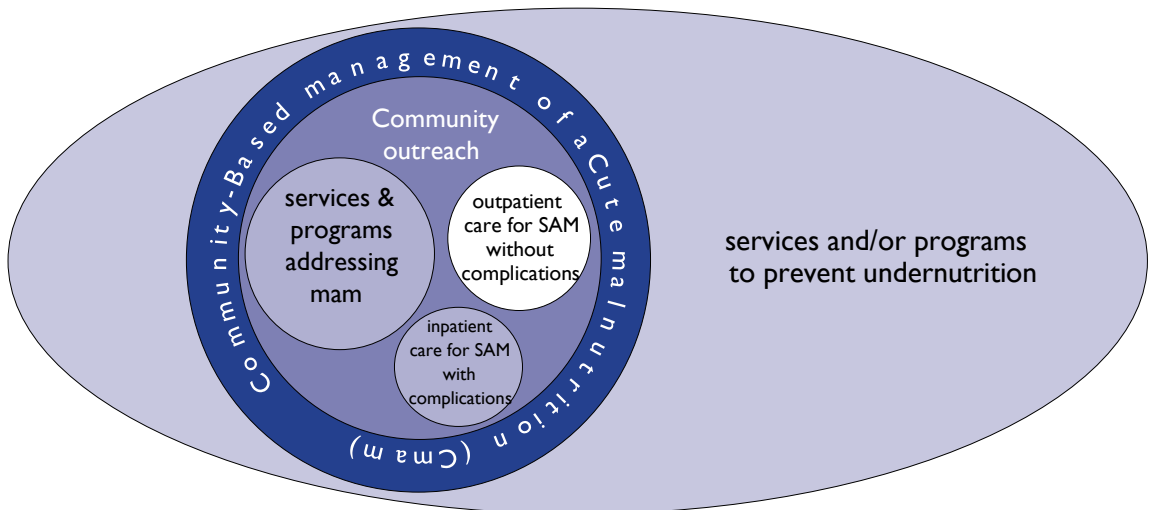 Community-Based management of aCute malnutrition (Cmam)
Community
outreach
services &
programs
addressing
mam
outpatient
care for SAM
without
complications
inpatient
care for SAM
with
complications
services and/or programs
to prevent undernutrition